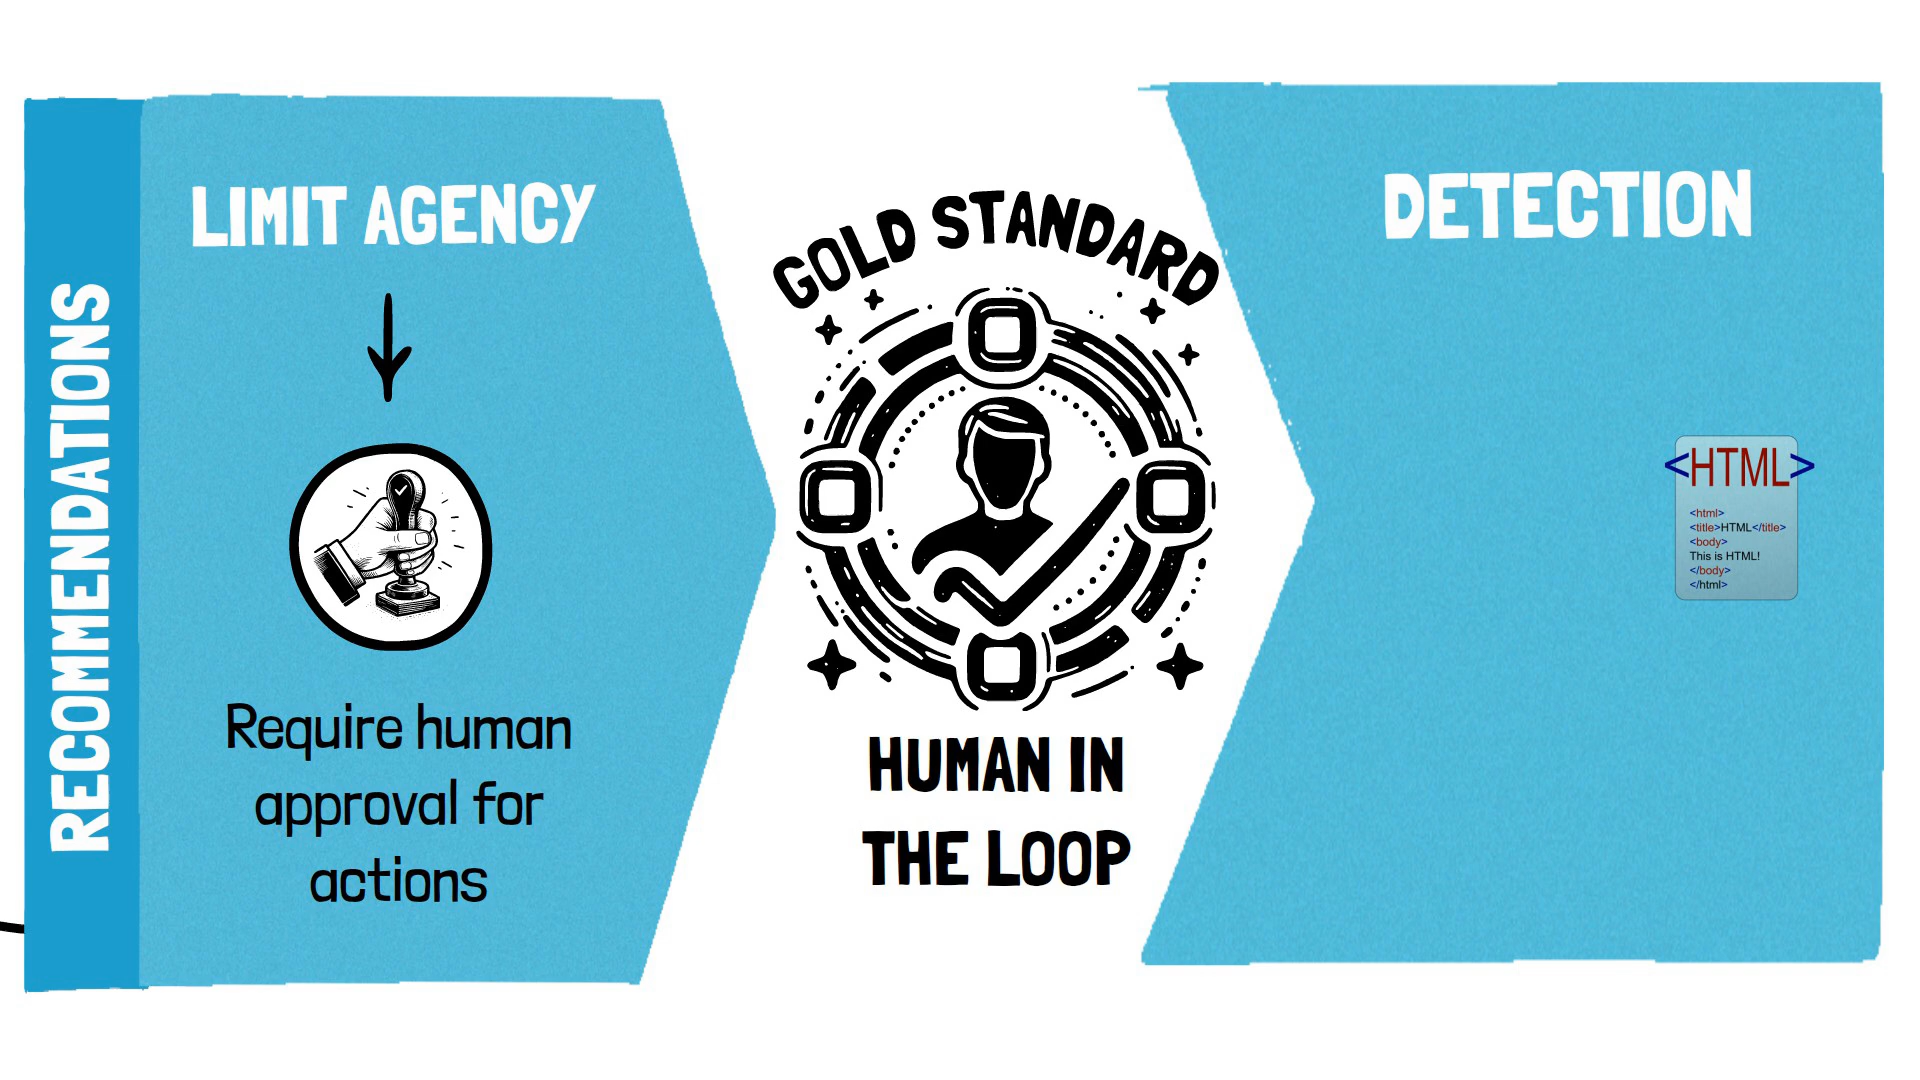 RECOMMENDATIONS
LIMIT AGENCY
Require human
approval for
actions
GOLD STANDARD
HUMAN IN
THE LOOP
DETECTION
<HTML>
<html>
<title>HTML</title>
<body>
This is HTML!
</body>
</html>